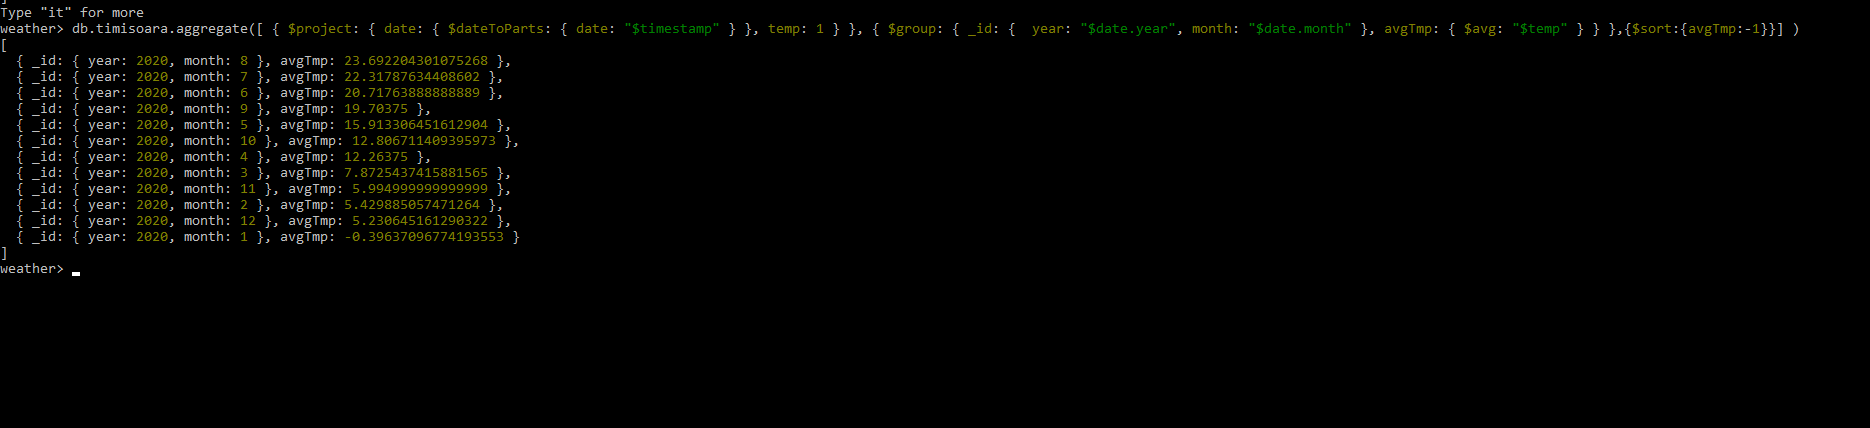 ]
Type "it" for more
weather> db.timisoara.aggregate([ { $project: { date: { $dateToParts: { date: "$timestamp" } }, temp: 1 } }, { $group: { _id: {  year: "$date.year", month: "$date.month" }, avgTmp: { $avg: "$temp" } } },{$sort:{avgTmp:-1}}] )
[
  { _id: { year: 2020, month: 8 }, avgTmp: 23.692204301075268 },
  { _id: { year: 2020, month: 7 }, avgTmp: 22.31787634408602 },
  { _id: { year: 2020, month: 6 }, avgTmp: 20.71763888888889 },
  { _id: { year: 2020, month: 9 }, avgTmp: 19.70375 },
  { _id: { year: 2020, month: 5 }, avgTmp: 15.913306451612904 },
  { _id: { year: 2020, month: 10 }, avgTmp: 12.806711409395973 },
  { _id: { year: 2020, month: 4 }, avgTmp: 12.26375 },
  { _id: { year: 2020, month: 3 }, avgTmp: 7.8725437415881565 },
  { _id: { year: 2020, month: 11 }, avgTmp: 5.994999999999999 },
  { _id: { year: 2020, month: 2 }, avgTmp: 5.429885057471264 },
  { _id: { year: 2020, month: 12 }, avgTmp: 5.230645161290322 },
  { _id: { year: 2020, month: 1 }, avgTmp: -0.39637096774193553 }
]
weather> _